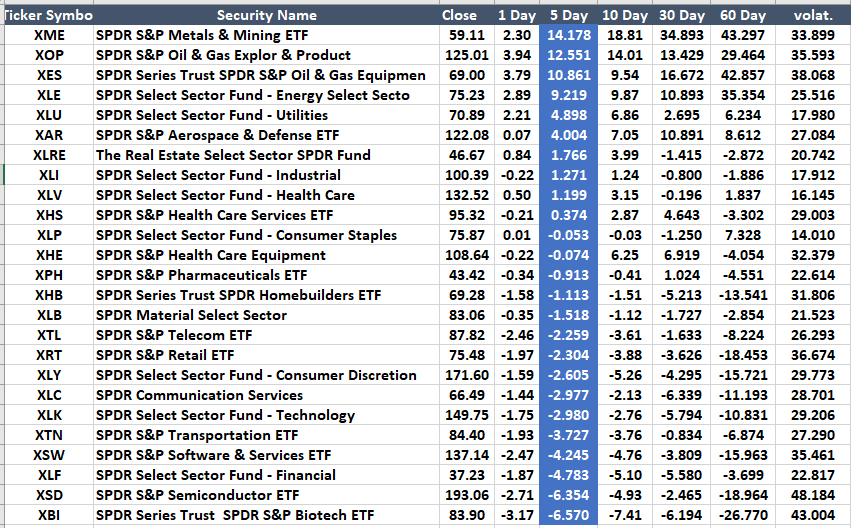 Ticker Symbo Security Name Close 1 Day 5 Day 10 Day 30 Day 60 Day volat.
XME SPDR S&P Metals & Mining ETF 59.11 2.30 14.178 18.81 34.893 43.297 33.899
XOP SPDR S&P Oil & Gas Explor & Product 125.01 3.94 12.551 14.01 13.429 29.464 35.593
XES SPDR Series Trust SPDR S&P Oil & Gas Equipmen 69.00 3.79 10.861 9.54 16.672 42.857 38.068
XLE SPDR Select Sector Fund - Energy Select Secto 75.23 2.89 9.219 9.87 10.893 35.354 25.516
XLU SPDR Select Sector Fund - Utilities 70.89 2.21 4.898 6.86 2.695 6.234 17.980
XAR SPDR S&P Aerospace & Defense ETF 122.08 0.07 4.004 7.05 10.891 8.612 27.084
XLRE The Real Estate Select Sector SPDR Fund 46.67 0.84 1.766 3.99 -1.415 -2.872 20.742
XLI SPDR Select Sector Fund - Industrial 100.39 -0.22 1.271 1.24 -0.800 -1.886 17.912
XLV SPDR Select Sector Fund - Health Care 132.52 0.50 1.199 3.15 -0.196 1.837 16.145
XHS SPDR S&P Health Care Services ETF 95.32 -0.21 0.374 2.87 4.643 -3.302 29.003
XLP SPDR Select Sector Fund - Consumer Staples 75.87 0.01 -0.053 -0.03 -1.250 7.328 14.010
XHE SPDR S&P Health Care Equipment 108.64 -0.22 -0.074 6.25 6.919 -4.054 32.379
XPH SPDR S&P Pharmaceuticals ETF 43.42 -0.34 -0.913 -0.41 1.024 -4.551 22.614
XHB SPDR Series Trust SPDR Homebuilders ETF 69.28 -1.58 -1.113 -1.51 -5.213 -13.541 31.806
XLB SPDR Material Select Sector 83.06 -0.35 -1.518 -1.12 -1.727 -2.854 21.523
XTL SPDR S&P Telecom ETF 87.82 -2.46 -2.259 -3.61 -1.633 -8.224 26.293
XRT SPDR S&P Retail ETF 75.48 -1.97 -2.304 -3.88 -3.626 -18.453 36.674
XLY SPDR Select Sector Fund - Consumer Discretion 171.60 -1.59 -2.605 -5.26 -4.295 -15.721 29.773
XLC SPDR Communication Services 66.49 -1.44 -2.977 -2.13 -6.339 -11.193 28.701
XLK SPDR Select Sector Fund - Technology 149.75 -1.75 -2.980 -2.76 -5.794 -10.831 29.206
XTN SPDR S&P Transportation ETF 84.40 -1.93 -3.727 -3.76 -0.834 -6.874 27.290
XSW SPDR S&P Software & Services ETF 137.14 -2.47 -4.245 -4.76 -3.809 -15.963 35.461
XLF SPDR Select Sector Fund - Financial 37.23 -1.87 -4.783 -5.10 -5.580 -3.699 22.817
XSD SPDR S&P Semiconductor ETF 193.06 -2.71 -6.354 -4.93 -2.465 -18.964 48.184
XBI SPDR Series Trust SPDR S&P Biotech ETF 83.90 -3.17 -6.570 -7.41 -6.194 -26.770 43.004